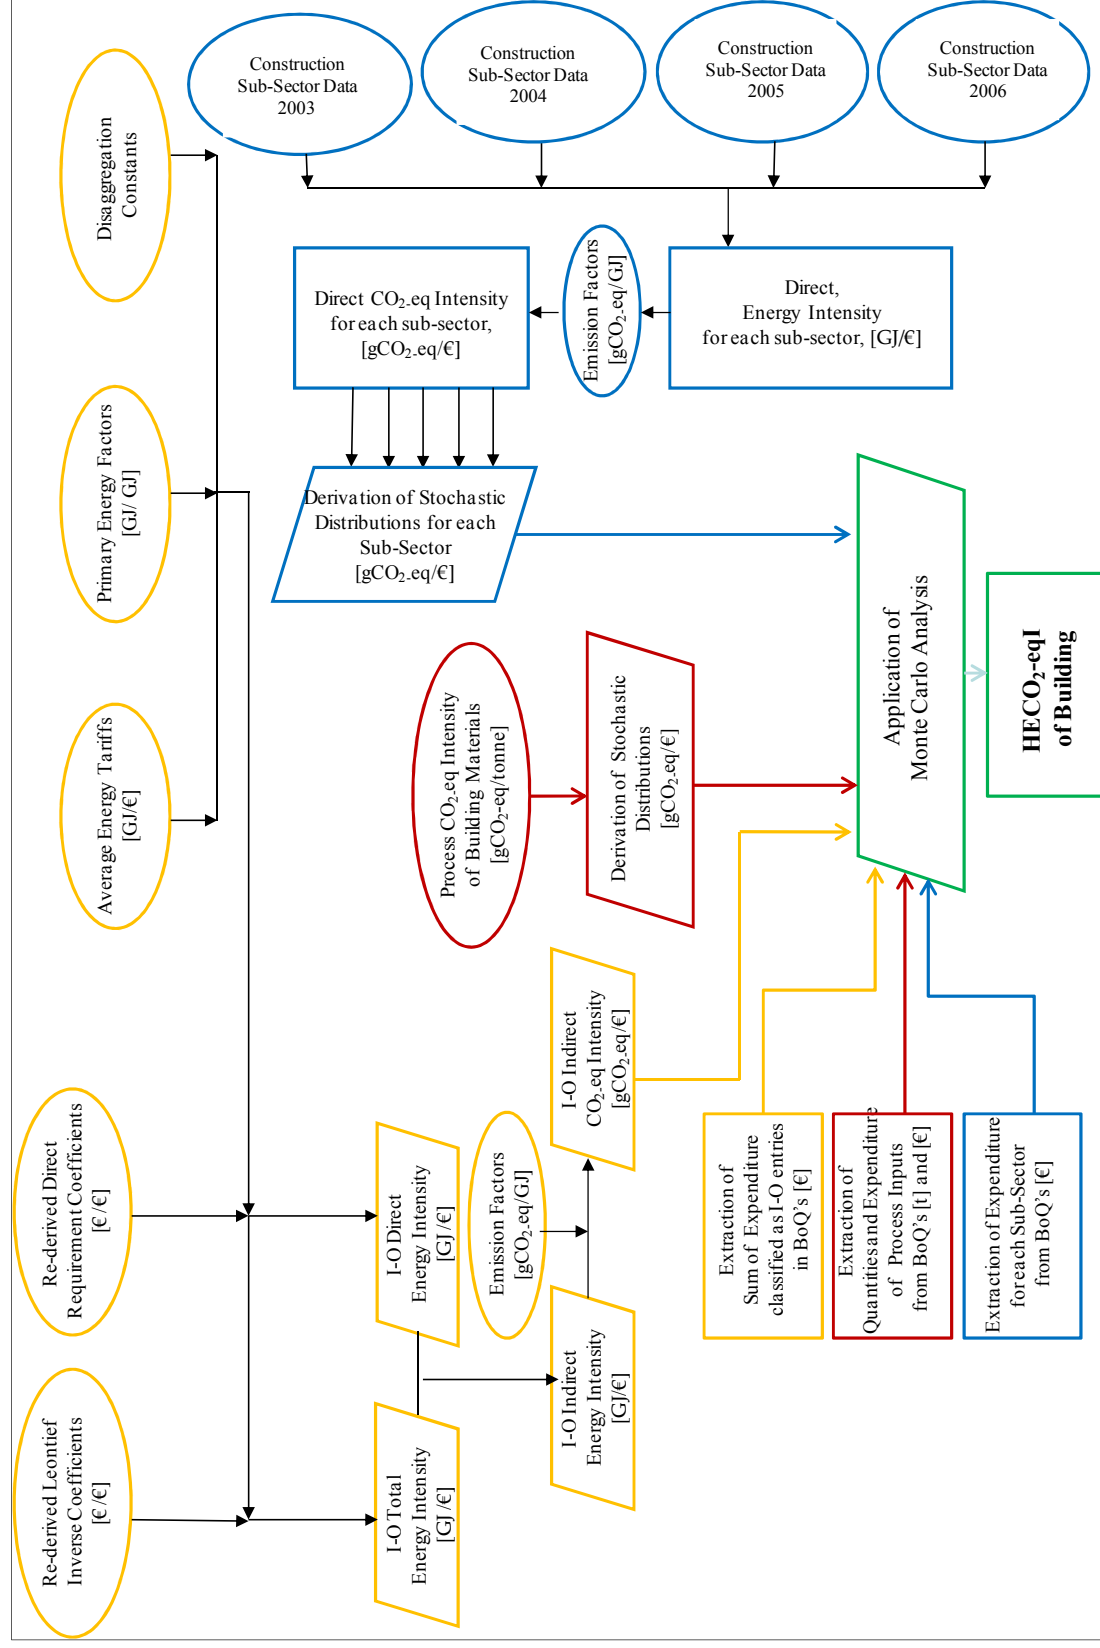 Construction
Sub-Sector Data
2003
Construction
Sub-Sector Data
2004
Construction
Sub-Sector Data
2005
Construction
Sub-Sector Data
2006
Disaggregation
Constants
Primary Energy Factors
[GJ/ GJ]
Average Energy Tariffs
[GJ/€]
Re-derived Direct
Requirement Coefficients
[€/€]
Re-derived Leontief
Inverse Coefficients
[€/€]
Direct CO₂-eq Intensity
for each sub-sector,
[gCO₂-eq/€]
Emission Factors
[gCO₂-eq/GJ]
Direct,
Energy Intensity
for each sub-sector, [GJ/€]
Derivation of Stochastic
Distributions for each
Sub-Sector
[gCO₂-eq/€]
Process CO₂-eq Intensity
of Building Materials
[gCO₂-eq/tonne]
Derivation of Stochastic
Distributions
[gCO₂-eq/€]
I-O Direct
Energy Intensity
[GJ/€]
I-O Total
Energy Intensity
[GJ/€]
Emission Factors
[gCO₂-eq/GJ]
I-O Indirect
CO₂-eq Intensity
[gCO₂-eq/€]
I-O Indirect
Energy Intensity
[GJ/€]
Application of
Monte Carlo Analysis
HECO₂-eqI
of Building
Extraction of
Sum of Expenditure
classified as I-O entries
in BoQ's [€]
Extraction of
Quantities and Expenditure
of Process Inputs
from BoQ's [t] and [€]
Extraction of Expenditure
for each Sub-Sector
from BoQ's [€]